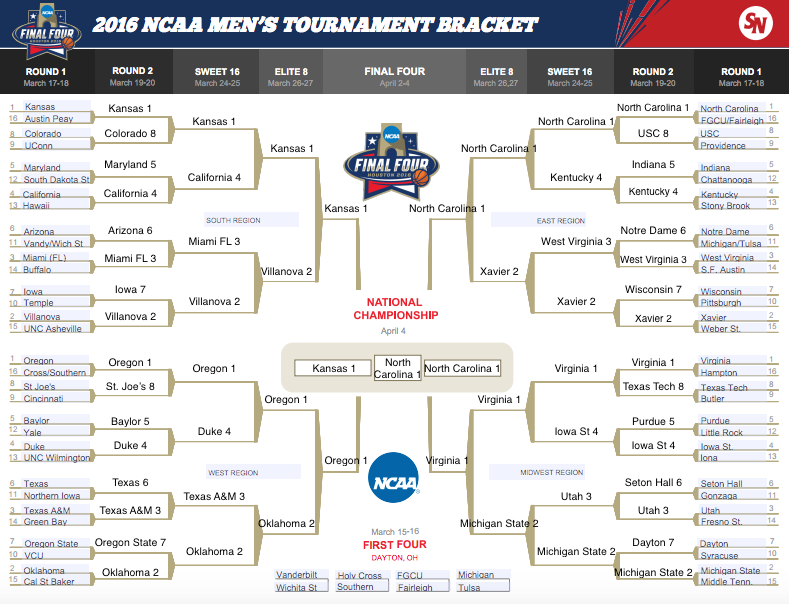 2016 NCAA MEN'S TOURNAMENT BRACKET
NCAA
FINAL FOUR
HOUSTON 2016
SN
ROUND 1
March 17-18
ROUND 2
March 19-20
SWEET 16
March 24-25
ELITE 8
March 26-27
FINAL FOUR
April 2-4
ELITE 8
March 26,27
SWEET 16
March 24-25
ROUND 2
March 19-20
ROUND 1
March 17-18
1 Kansas
16 Austin Peay
8 Colorado
9 UConn
5 Maryland
12 South Dakota St
4 California
13 Hawaii
6 Arizona
11 Vandy/Wich St
3 Miami (FL)
14 Buffalo
7 Iowa
10 Temple
2 Villanova
15 UNC Asheville
Kansas 1
Colorado 8
Maryland 5
California 4
Arizona 6
Miami FL 3
Iowa 7
Villanova 2
Kansas 1
California 4
Miami FL 3
Villanova 2
Kansas 1
Villanova 2
Kansas 1
SOUTH REGION
NCAA
FINAL FOUR
HOUSTON 2016
North Carolina 1
North Carolina 1
Xavier 2
EAST REGION
North Carolina 1
Kentucky 4
West Virginia 3
Xavier 2
North Carolina 1
USC 8
Indiana 5
Kentucky 4
Notre Dame 6
West Virginia 3
Wisconsin 7
Xavier 2
North Carolina 1
FGCU/Fairleigh 16
USC 8
Providence 9
Indiana 5
Chattanooga 12
Kentucky 4
Stony Brook 13
Notre Dame 6
Michigan/Tulsa 11
West Virginia 3
S.F. Austin 14
Wisconsin 7
Pittsburgh 10
Xavier 2
Weber St. 15
NATIONAL
CHAMPIONSHIP
April 4
Kansas 1
North
Carolina 1
North Carolina 1
1 Oregon
16 Cross/Southern
8 St Joe's
9 Cincinnati
5 Baylor
12 Yale
4 Duke
13 UNC Wilmington
6 Texas
11 Northern Iowa
3 Texas A&M
14 Green Bay
7 Oregon State
10 VCU
2 Oklahoma
15 Cal St Baker
Oregon 1
St. Joe's 8
Baylor 5
Duke 4
Texas 6
Texas A&M 3
Oregon State 7
Oklahoma 2
Oregon 1
Duke 4
Texas A&M 3
Oklahoma 2
Oregon 1
Oklahoma 2
Oregon 1
WEST REGION
NCAA
Virginia 1
Virginia 1
Michigan State 2
MIDWEST REGION
Virginia 1
Iowa St 4
Utah 3
Michigan State 2
Virginia 1
Texas Tech 8
Purdue 5
Iowa St 4
Seton Hall 6
Utah 3
Dayton 7
Michigan State 2
Virginia 1
Hampton 16
Texas Tech 8
Butler 9
Purdue 5
Little Rock 12
Iowa St. 4
Iona 13
Seton Hall 6
Gonzaga 11
Utah 3
Fresno St. 14
Dayton 7
Syracuse 10
Michigan State 2
Middle Tenn. 15
March 15-16
FIRST FOUR
DAYTON, OH
Vanderbilt
Wichita St
Holy Cross
Southern
FGCU
Fairleigh
Michigan
Tulsa